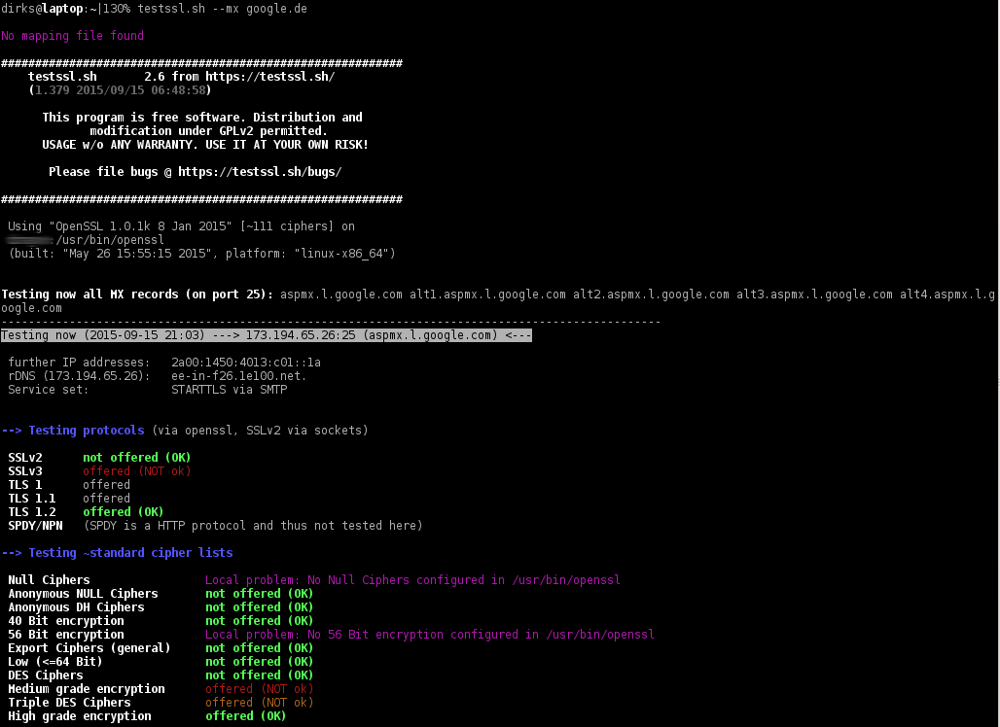 dirks@laptop:~|130% testssl.sh --mx google.de
No mapping file found
###########################################################
testssl.sh 2.6 from https://testssl.sh/
(1.379 2015/09/15 06:48:58)
This program is free software. Distribution and
modification under GPLv2 permitted.
USAGE w/o ANY WARRANTY. USE IT AT YOUR OWN RISK!
Please file bugs @ https://testssl.sh/bugs/
###########################################################
Using "OpenSSL 1.0.1k 8 Jan 2015" [~111 ciphers] on
:/usr/bin/openssl
(built: "May 26 15:55:15 2015", platform: "linux-x86_64")
Testing now all MX records (on port 25): aspmx.l.google.com alt1.aspmx.l.google.com alt2.aspmx.l.google.com alt3.aspmx.l.google.com alt4.aspmx.l.g
oogle.com
-------------------------------------------------------------------------------------------------
Testing now (2015-09-15 21:03) ---> 173.194.65.26:25 (aspmx.l.google.com) <---
further IP addresses: 2a00:1450:4013:c01::1a
rDNS (173.194.65.26): ee-in-f26.1e100.net.
Service set: STARTTLS via SMTP
--> Testing protocols (via openssl, SSLv2 via sockets)
SSLv2 not offered (OK)
SSLv3 offered (NOT ok)
TLS 1 offered
TLS 1.1 offered
TLS 1.2 offered (OK)
SPDY/NPN (SPDY is a HTTP protocol and thus not tested here)
--> Testing ~standard cipher lists
Null Ciphers Local problem: No Null Ciphers configured in /usr/bin/openssl
Anonymous NULL Ciphers not offered (OK)
Anonymous DH Ciphers not offered (OK)
40 Bit encryption not offered (OK)
56 Bit encryption Local problem: No 56 Bit encryption configured in /usr/bin/openssl
Export Ciphers (general) not offered (OK)
Low (<=64 Bit) not offered (OK)
DES Ciphers not offered (OK)
Medium grade encryption offered (NOT ok)
Triple DES Ciphers offered (NOT ok)
High grade encryption offered (OK)